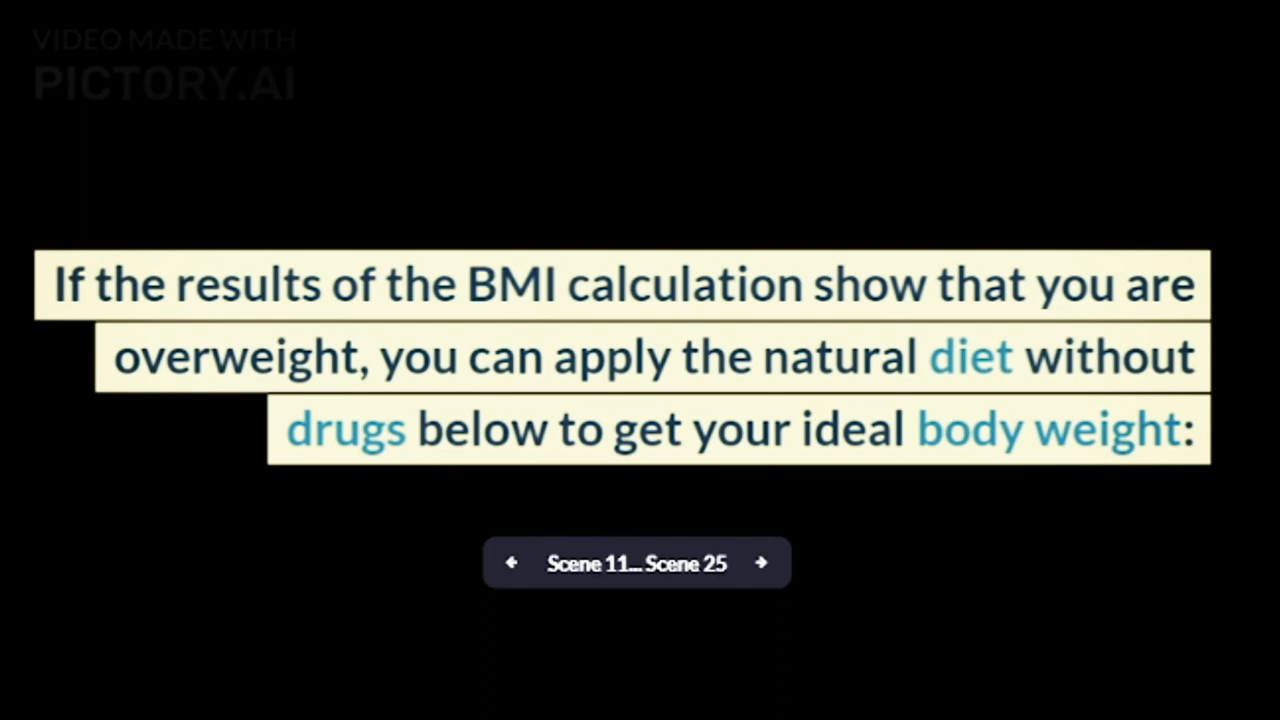 VIDEO MADE WITH
PICTORY.AI
If the results of the BMI calculation show that you are
overweight, you can apply the natural diet without
drugs below to get your ideal body weight:
Scene 11... Scene 25